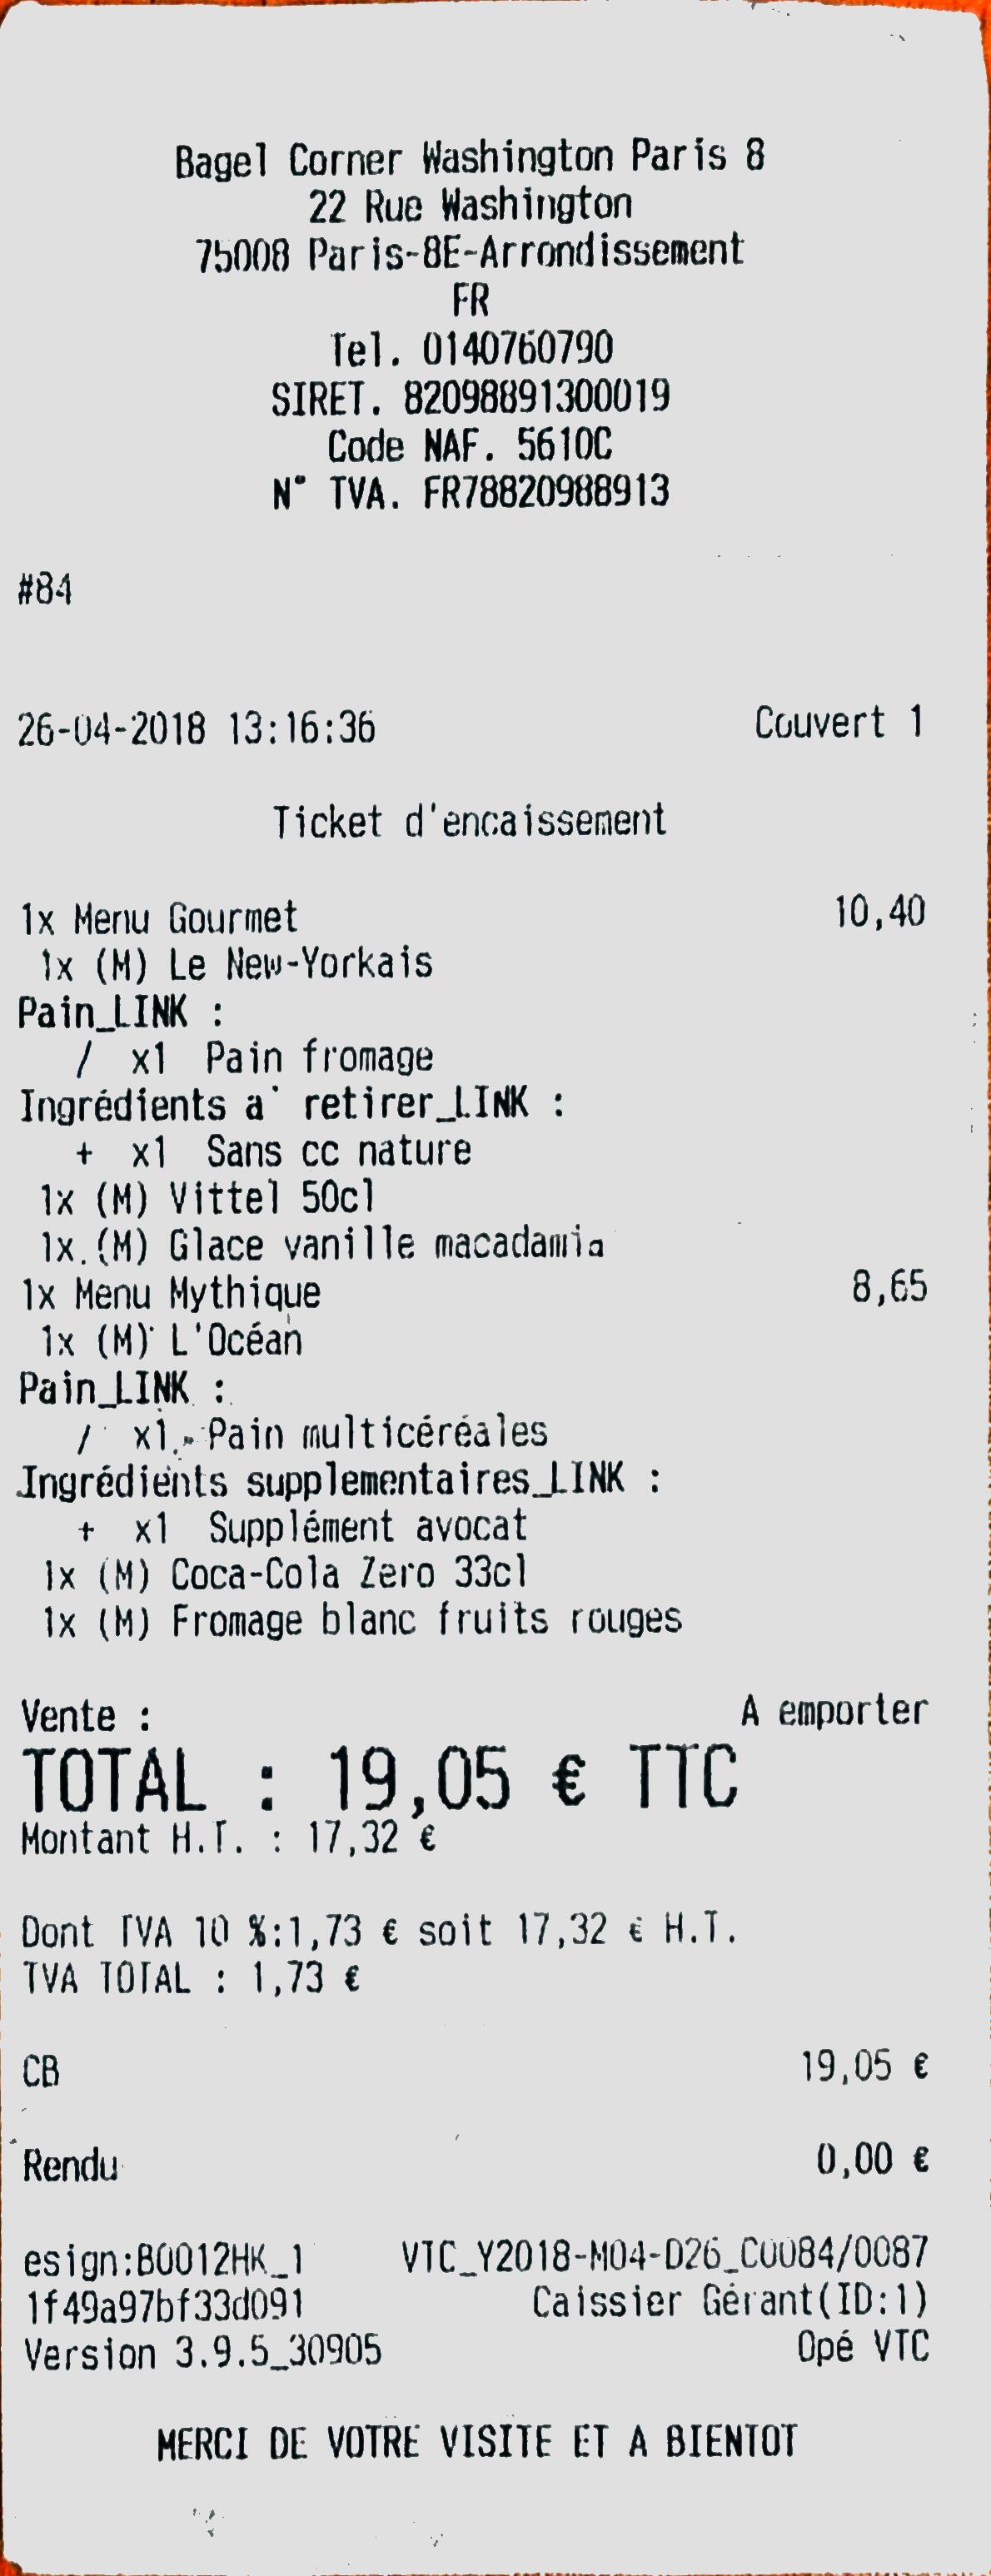 Bagel Corner Washington Paris 8
22 Rue Washington
75008 Paris-8E-Arrondissement
FR
Tel. 0140760790
SIRET. 82098891300019
Code NAF. 5610C
N° TVA. FR78820988913
#84
26-04-2018 13:16:36 Couvert 1
Ticket d'encaissement
1x Menu Gourmet 10,40
1x (M) Le New-Yorkais
Pain_LINK :
/ x1 Pain fromage
Ingrédients a` retirer_LINK :
+ x1 Sans cc nature
1x (M) Vittel 50cl
1x (M) Glace vanille macadamia
1x Menu Mythique 8,65
1x (M) L'Océan
Pain_LINK :
/ x1 Pain multicéréales
Ingrédients supplementaires_LINK :
+ x1 Supplément avocat
1x (M) Coca-Cola Zero 33cl
1x (M) Fromage blanc fruits rouges
Vente : A emporter
TOTAL : 19,05 € TTC
Montant H.T. : 17,32 €
Dont TVA 10 %:1,73 € soit 17,32 € H.T.
TVA TOTAL : 1,73 €
CB 19,05 €
Rendu 0,00 €
esign:B0012HK_1 VTC_Y2018-M04-D26_C0084/0087
1f49a97bf33d091 Caissier Gérant(ID:1)
Version 3.9.5_30905 Opé VTC
MERCI DE VOTRE VISITE ET A BIENTOT